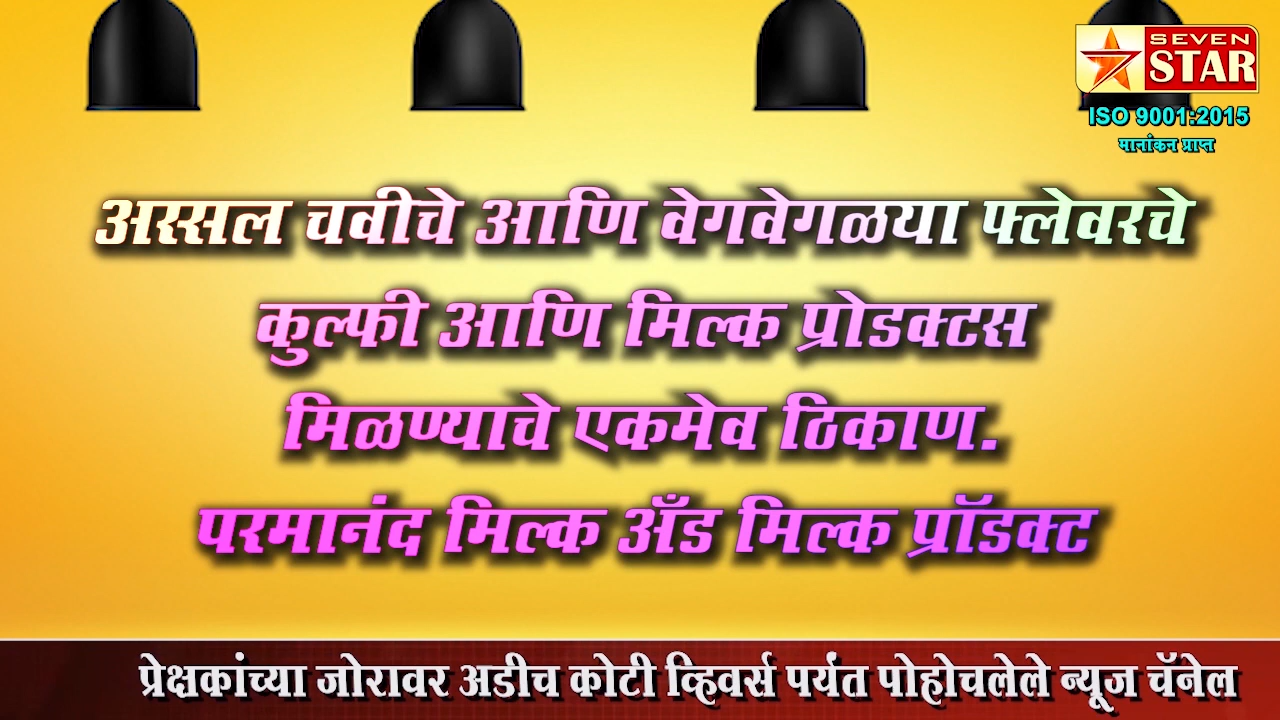 SEVEN
STAR
ISO 9001:2015
मानांकन प्राप्त
अस्सल चवीचे आणि वेगवेगळया फ्लेवरचे
कुल्फी आणि मिल्क प्रोडक्टस
मिळण्याचे एकमेव ठिकाण.
परमानंद मिल्क अँड मिल्क प्रॉडक्ट
प्रेक्षकांच्या जोरावर अडीच कोटी व्हिवर्स पर्यंत पोहोचलेले न्यूज चॅनेल